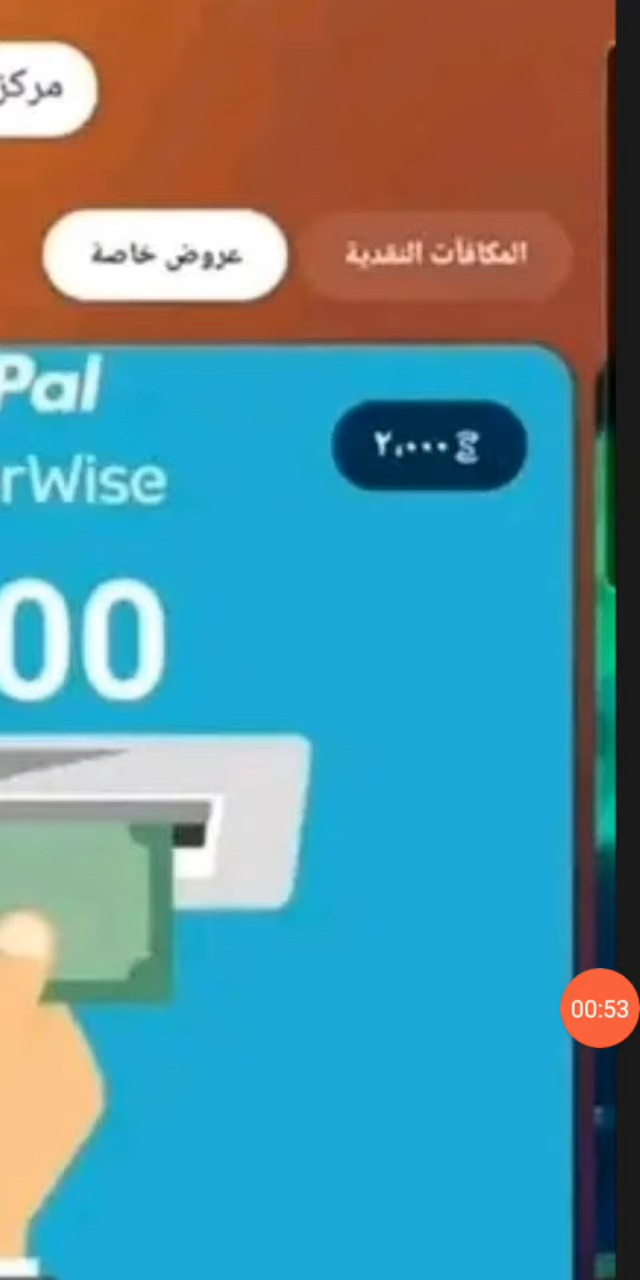 مركز
المكافآت النقدية
عروض خاصة
Pal
٢،٠٠٠
rWise
00
00:53